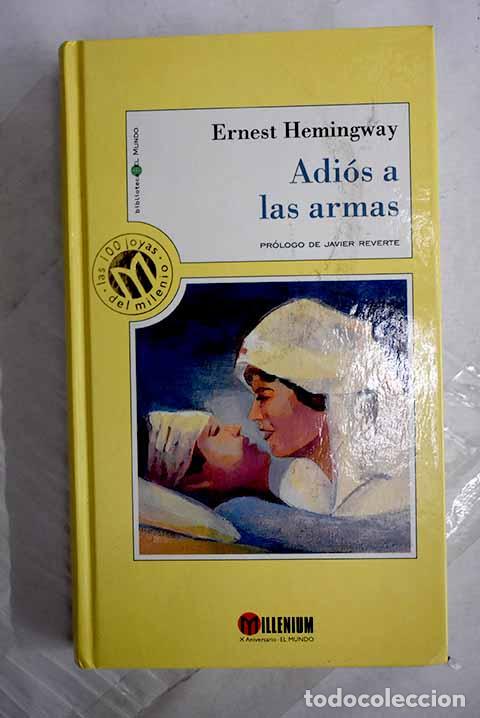 biblioteca EL MUNDO
Ernest Hemingway
Adiós a
las armas
PRÓLOGO DE JAVIER REVERTE
· las 100 joyas ·
del milenio
MILLENIUM
X Aniversario · EL MUNDO
todocoleccion